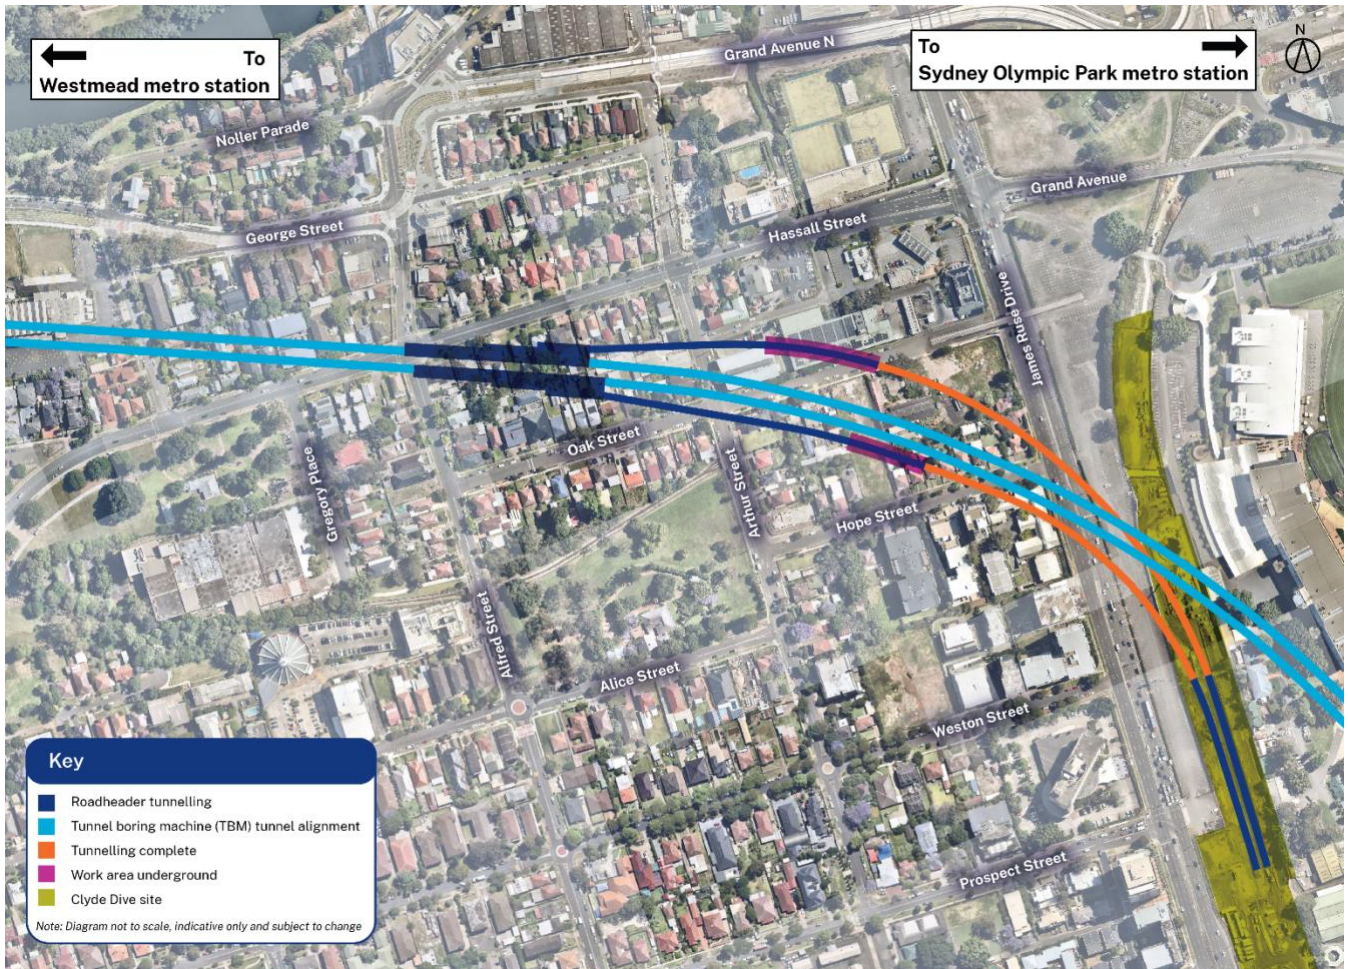 To
Westmead metro station
To
Sydney Olympic Park metro station
N
Grand Avenue N
Noller Parade
Grand Avenue
George Street
Hassall Street
James Ruse Drive
Oak Street
Gregory Place
Arthur Street
Hope Street
Alfred Street
Alice Street
Weston Street
Prospect Street
Key
Roadheader tunnelling
Tunnel boring machine (TBM) tunnel alignment
Tunnelling complete
Work area underground
Clyde Dive site
Note: Diagram not to scale, indicative only and subject to change